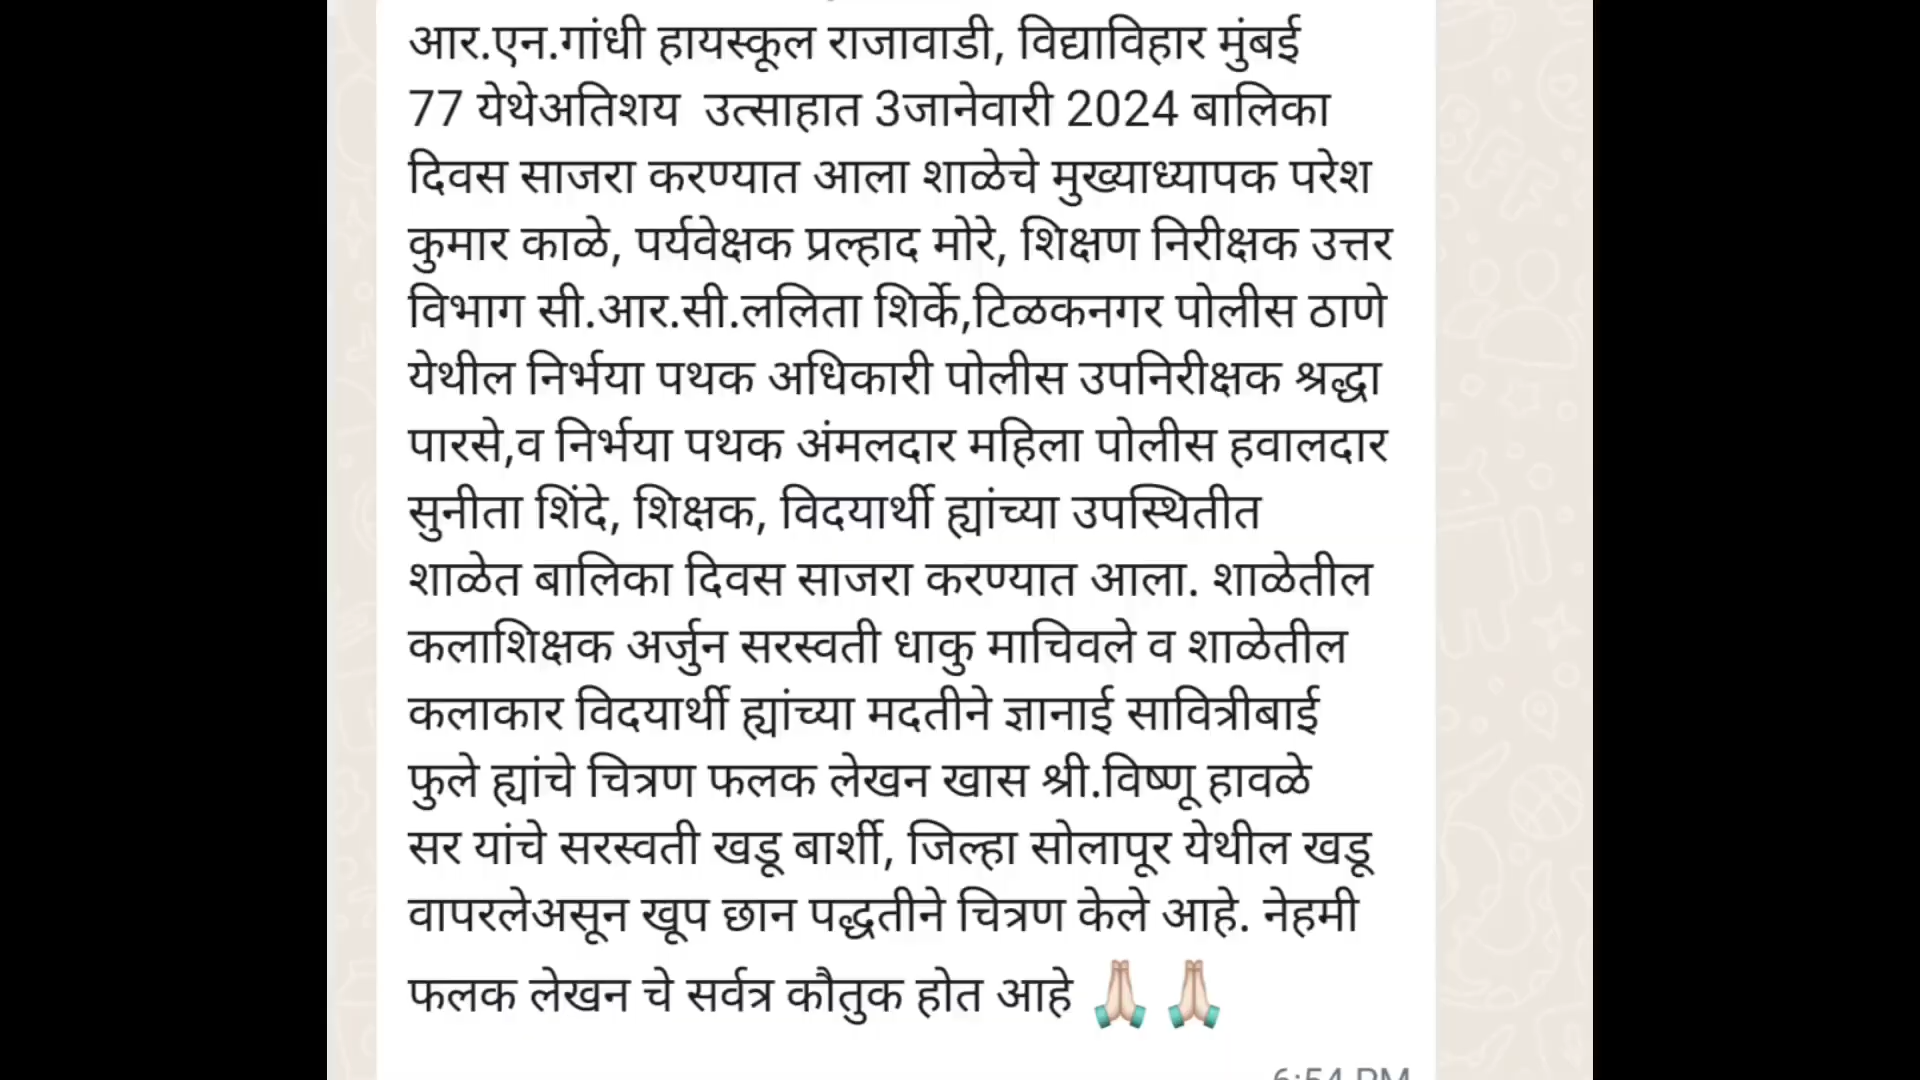 आर.एन.गांधी हायस्कूल राजावाडी, विद्याविहार मुंबई
77 येथेअतिशय उत्साहात 3जानेवारी 2024 बालिका
दिवस साजरा करण्यात आला शाळेचे मुख्याध्यापक परेश
कुमार काळे, पर्यवेक्षक प्रल्हाद मोरे, शिक्षण निरीक्षक उत्तर
विभाग सी.आर.सी.ललिता शिर्के,टिळकनगर पोलीस ठाणे
येथील निर्भया पथक अधिकारी पोलीस उपनिरीक्षक श्रद्धा
पारसे,व निर्भया पथक अंमलदार महिला पोलीस हवालदार
सुनीता शिंदे, शिक्षक, विदयार्थी ह्यांच्या उपस्थितीत
शाळेत बालिका दिवस साजरा करण्यात आला. शाळेतील
कलाशिक्षक अर्जुन सरस्वती धाकु माचिवले व शाळेतील
कलाकार विदयार्थी ह्यांच्या मदतीने ज्ञानाई सावित्रीबाई
फुले ह्यांचे चित्रण फलक लेखन खास श्री.विष्णू हावळे
सर यांचे सरस्वती खडू बार्शी, जिल्हा सोलापूर येथील खडू
वापरलेअसून खूप छान पद्धतीने चित्रण केले आहे. नेहमी
फलक लेखन चे सर्वत्र कौतुक होत आहे 🙏🏻 🙏🏻
6:54 PM